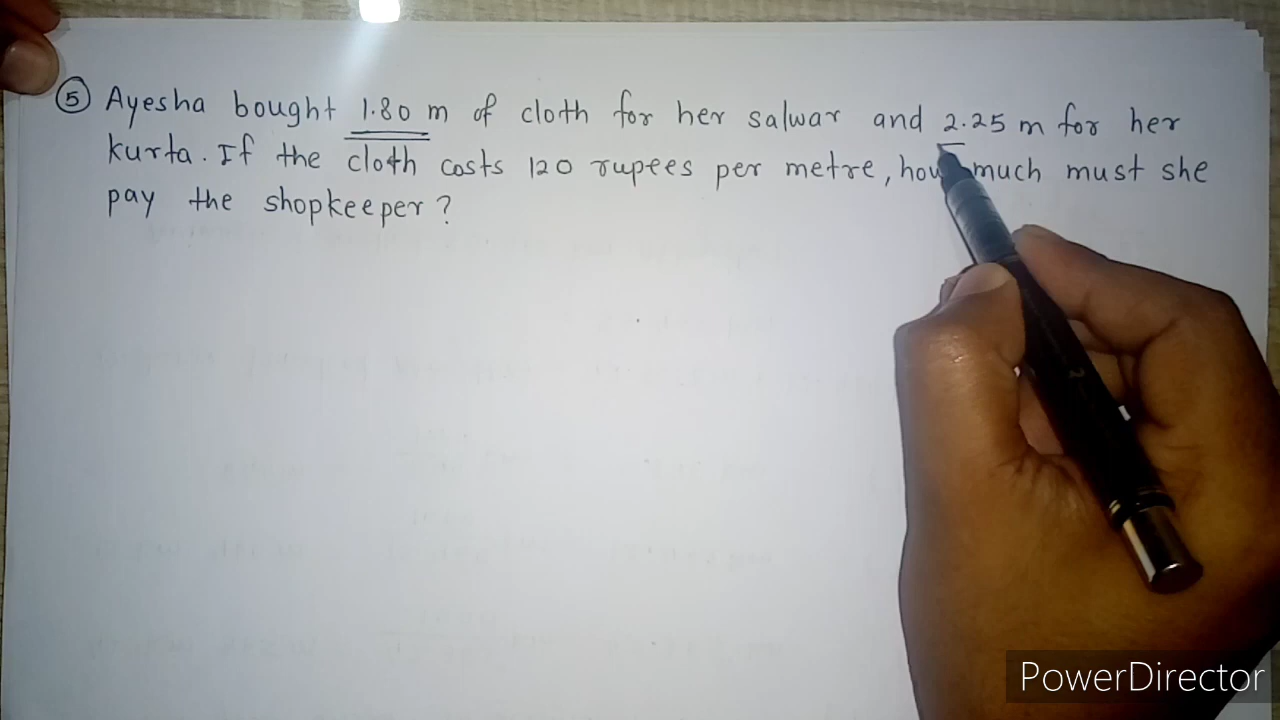 ⑤ Ayesha bought 1.80 m of cloth for her salwar and 2.25 m for her
kurta. If the cloth costs 120 rupees per metre, how much must she
pay the shopkeeper?
PowerDirector